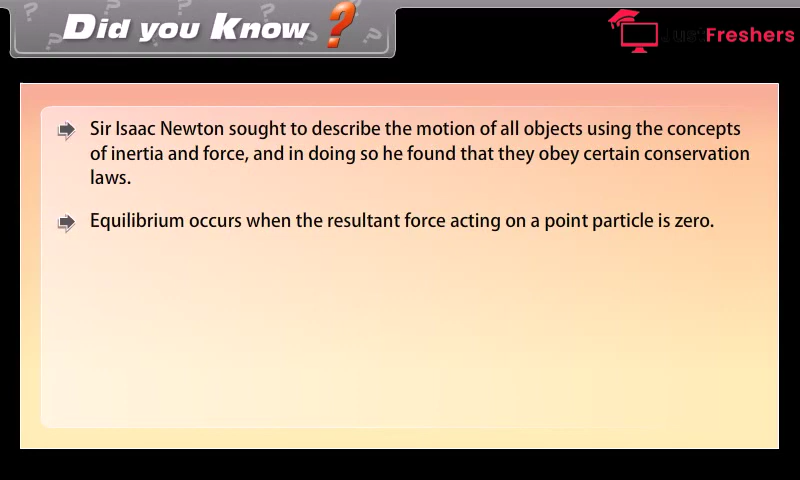 Did you Know ?
JustFreshers
Sir Isaac Newton sought to describe the motion of all objects using the concepts
of inertia and force, and in doing so he found that they obey certain conservation
laws.
Equilibrium occurs when the resultant force acting on a point particle is zero.